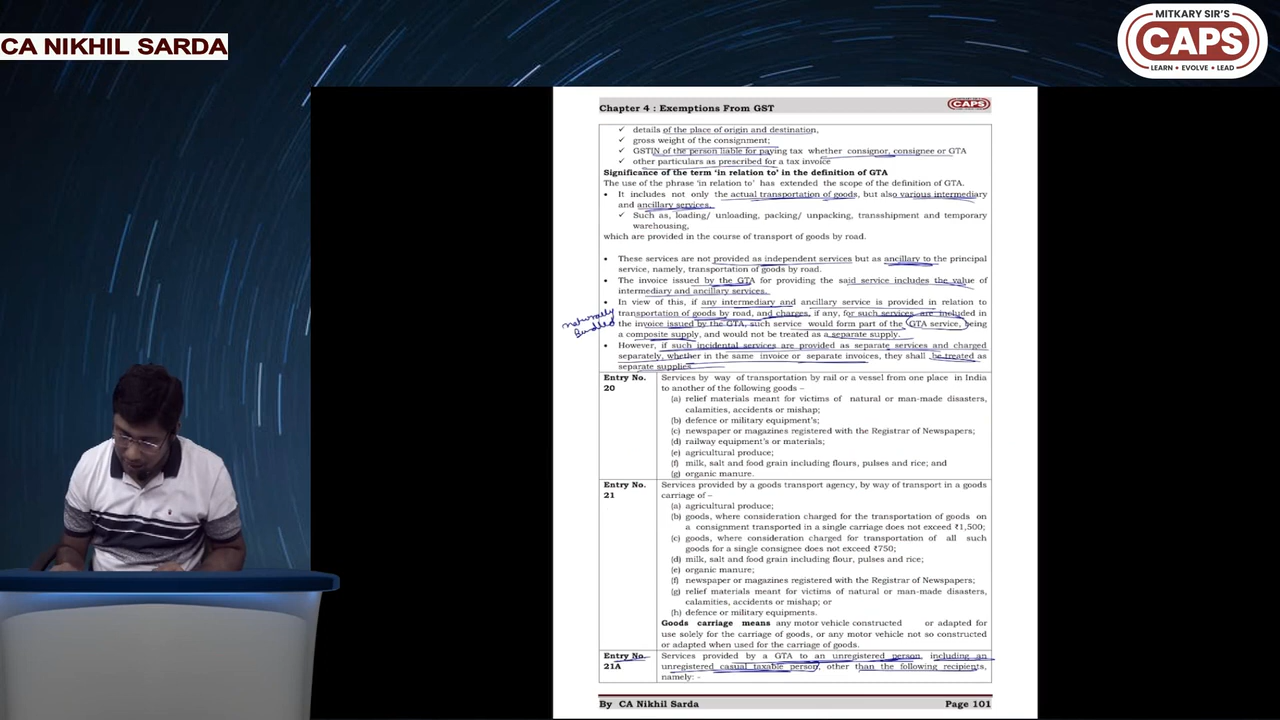 CA NIKHIL SARDA
MITKARY SIR'S
CAPS
LEARN • EVOLVE • LEAD
Chapter 4 : Exemptions From GST
CAPS
✓ details of the place of origin and destination,
✓ gross weight of the consignment;
✓ GSTIN of the person liable for paying tax whether consignor, consignee or GTA
✓ other particulars as prescribed for a tax invoice
Significance of the term 'in relation to' in the definition of GTA
The use of the phrase 'in relation to' has extended the scope of the definition of GTA.
• It includes not only the actual transportation of goods, but also various intermediary
and ancillary services.
✓ Such as, loading/ unloading, packing/ unpacking, transshipment and temporary
warehousing,
which are provided in the course of transport of goods by road.
• These services are not provided as independent services but as ancillary to the principal
service, namely, transportation of goods by road.
• The invoice issued by the GTA for providing the said service includes the value of
intermediary and ancillary services.
• In view of this, if any intermediary and ancillary service is provided in relation to
transportation of goods by road, and charges, if any, for such services are included in
the invoice issued by the GTA, such service would form part of the GTA service, being
a composite supply, and would not be treated as a separate supply.
naturally
Bundled
• However, if such incidental services are provided as separate services and charged
separately, whether in the same invoice or separate invoices, they shall be treated as
separate supplies.
Entry No.
20
Services by way of transportation by rail or a vessel from one place in India
to another of the following goods –
(a) relief materials meant for victims of natural or man-made disasters,
calamities, accidents or mishap;
(b) defence or military equipment's;
(c) newspaper or magazines registered with the Registrar of Newspapers;
(d) railway equipment's or materials;
(e) agricultural produce;
(f) milk, salt and food grain including flours, pulses and rice; and
(g) organic manure.
Entry No.
21
Services provided by a goods transport agency, by way of transport in a goods
carriage of –
(a) agricultural produce;
(b) goods, where consideration charged for the transportation of goods on
a consignment transported in a single carriage does not exceed ₹1,500;
(c) goods, where consideration charged for transportation of all such
goods for a single consignee does not exceed ₹750;
(d) milk, salt and food grain including flour, pulses and rice;
(e) organic manure;
(f) newspaper or magazines registered with the Registrar of Newspapers;
(g) relief materials meant for victims of natural or man-made disasters,
calamities, accidents or mishap; or
(h) defence or military equipments.
Goods carriage means any motor vehicle constructed or adapted for
use solely for the carriage of goods, or any motor vehicle not so constructed
or adapted when used for the carriage of goods.
Entry No.
21A
Services provided by a GTA to an unregistered person, including an
unregistered casual taxable person, other than the following recipients,
namely: -
By CA Nikhil Sarda
Page 101